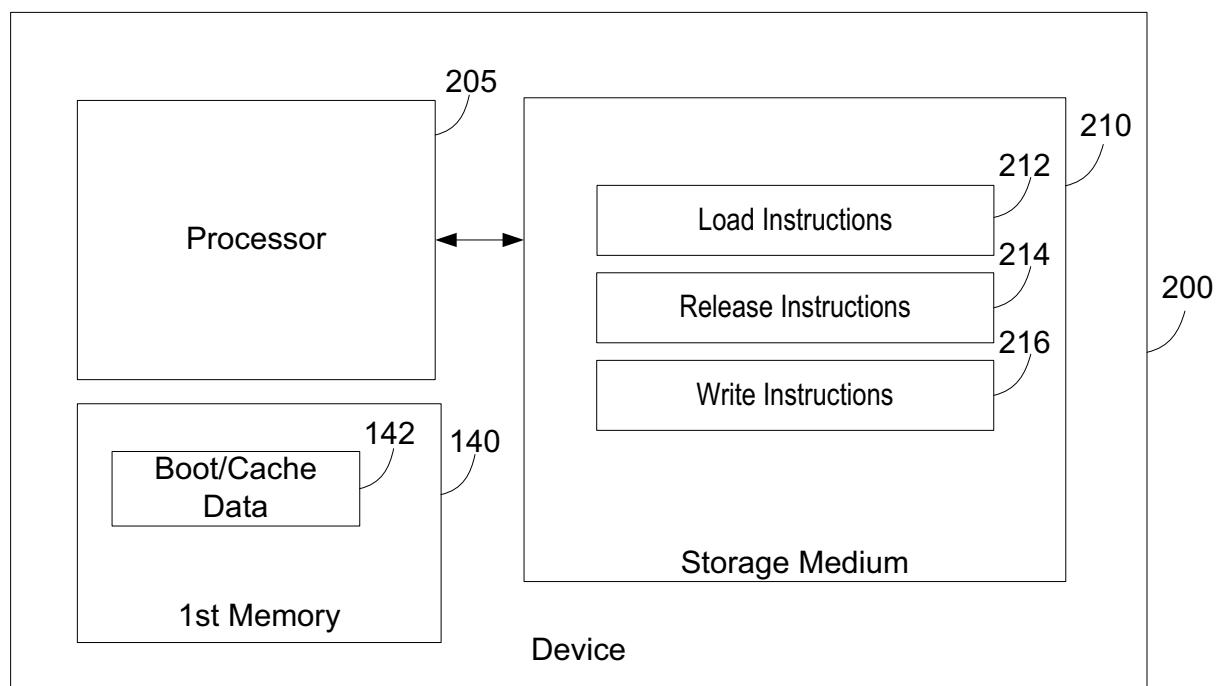 205
210
212
Load Instructions
Processor
214
Release Instructions
200
216
Write Instructions
142
140
Boot/Cache
Data
Storage Medium
1st Memory
Device